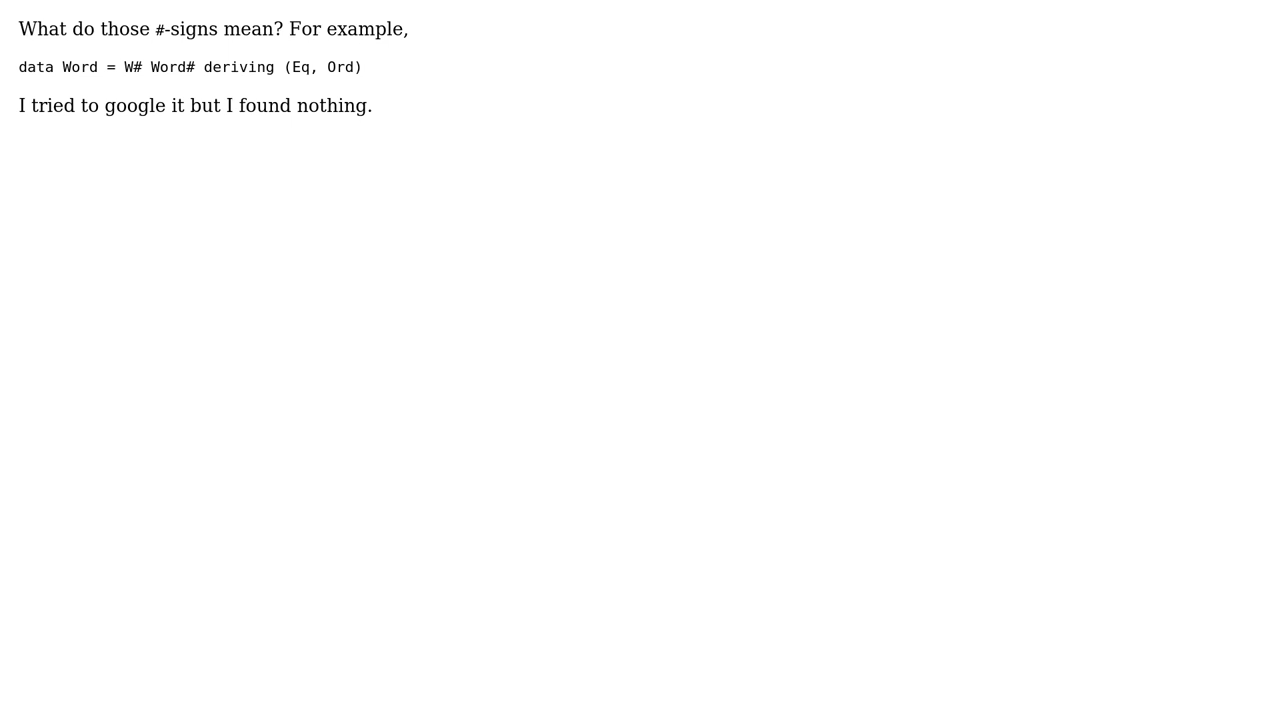 What do those #-signs mean? For example,
data Word = W# Word# deriving (Eq, Ord)
I tried to google it but I found nothing.